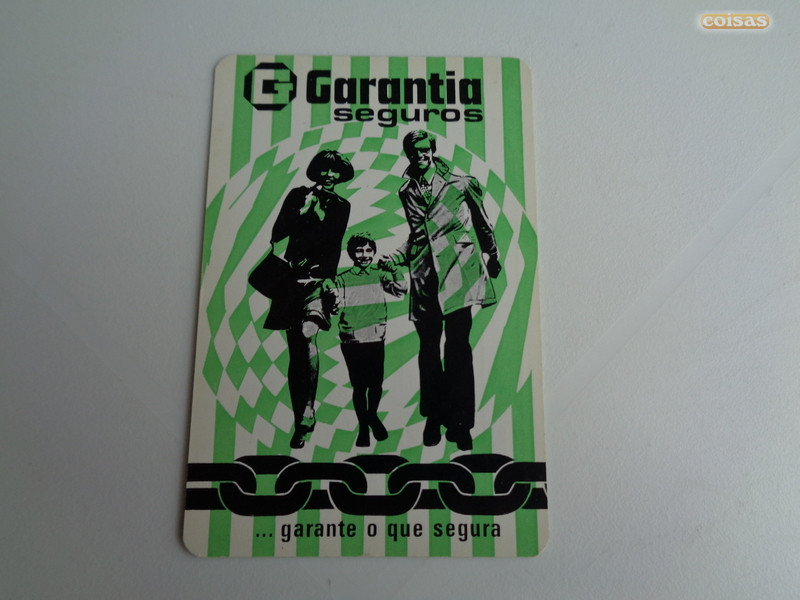 coisas
G Garantia
seguros
... garante o que segura